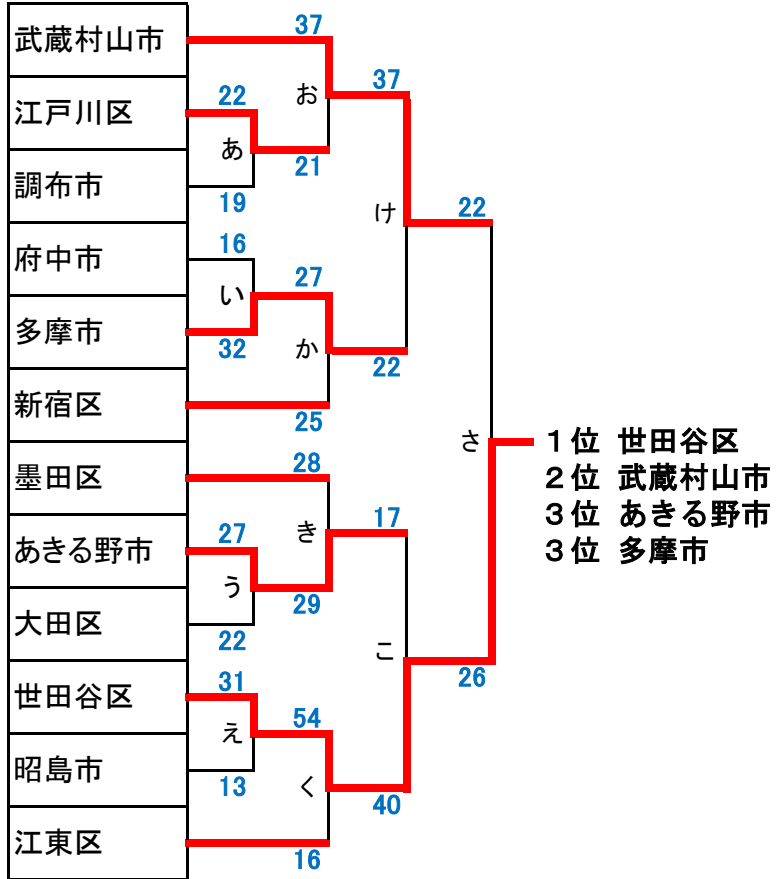 武蔵村山市
江戸川区
調布市
府中市
多摩市
新宿区
墨田区
あきる野市
大田区
世田谷区
昭島市
江東区
22
あ
19
16
い
32
27
う
22
31
え
13
37
お
21
27
か
25
28
き
29
54
く
16
37
け
22
17
こ
40
22
さ
26
1位 世田谷区
2位 武蔵村山市
3位 あきる野市
3位 多摩市